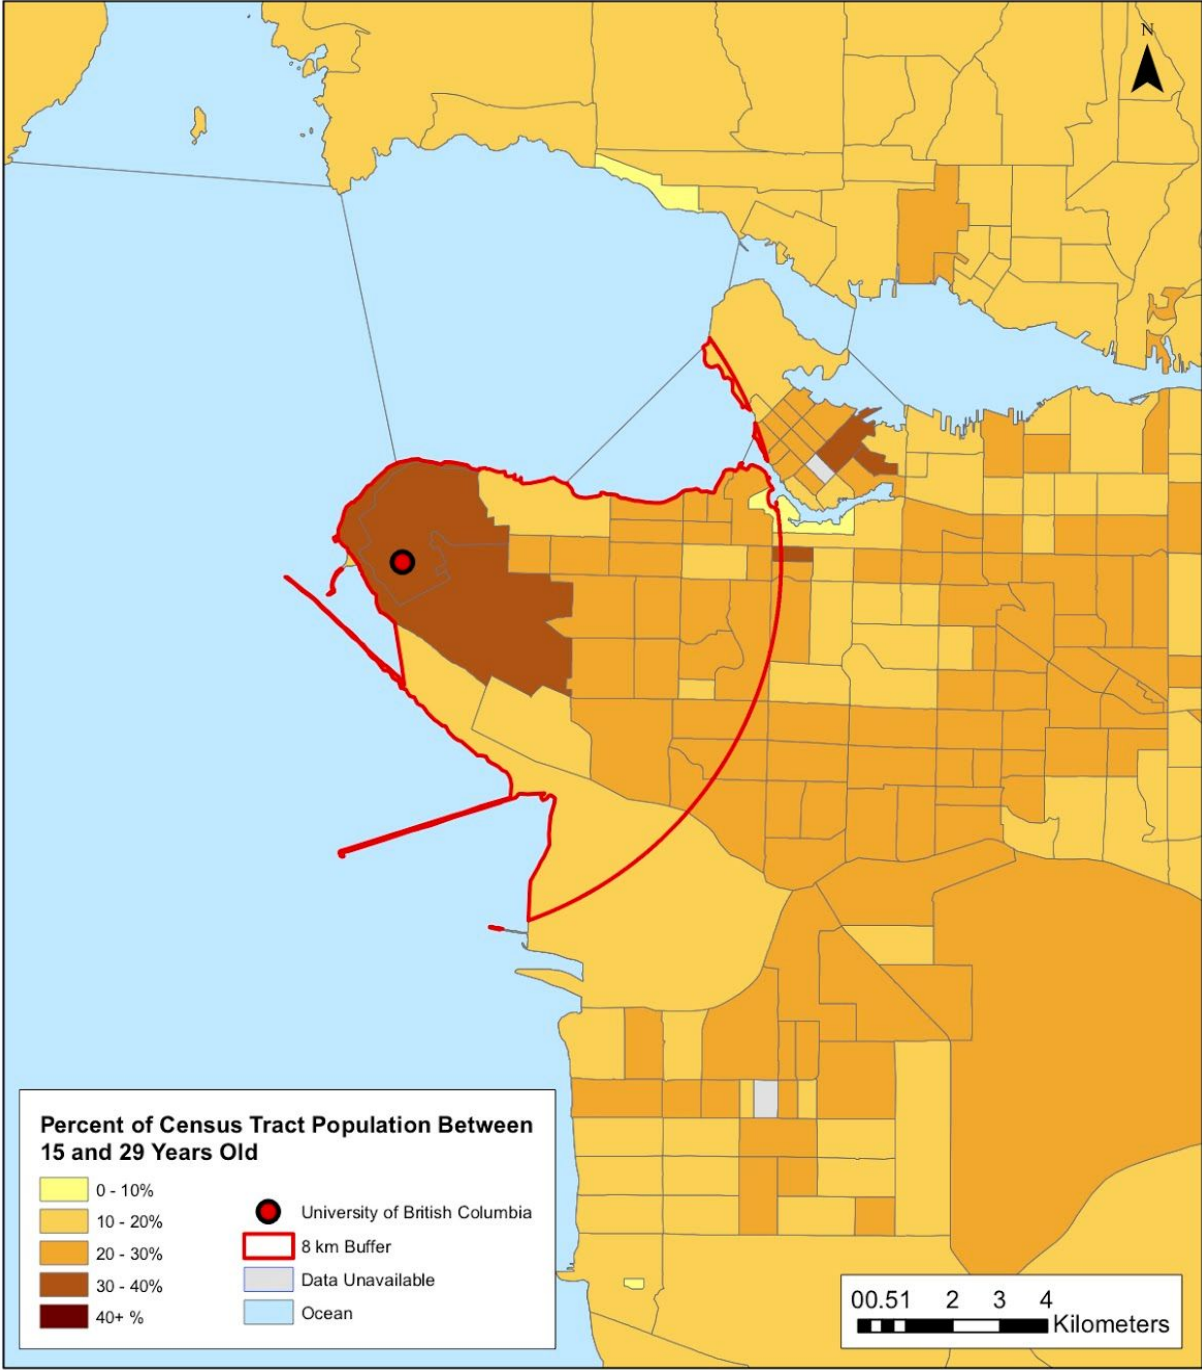 N
Percent of Census Tract Population Between
15 and 29 Years Old
0 - 10%
10 - 20%
20 - 30%
30 - 40%
40+ %
University of British Columbia
8 km Buffer
Data Unavailable
Ocean
00.51 2 3 4
Kilometers